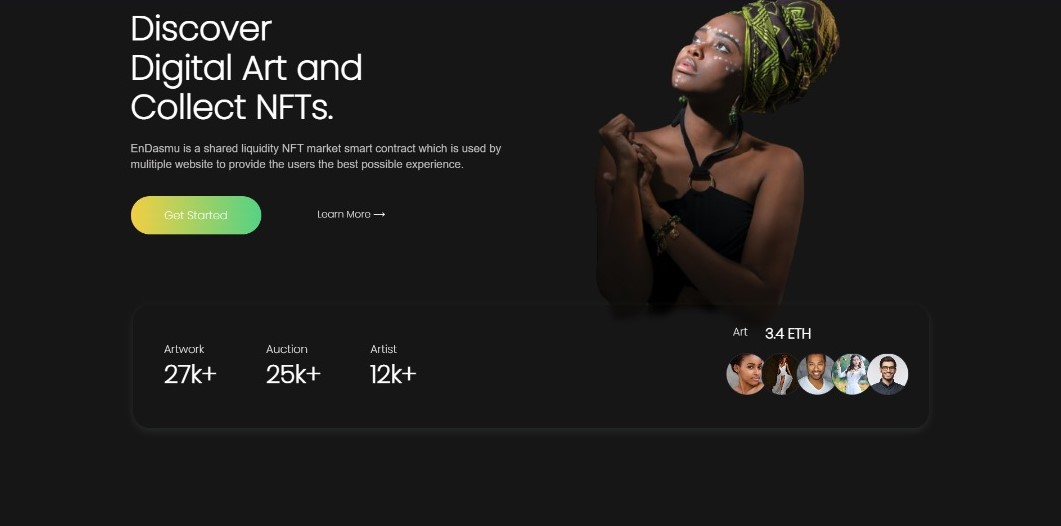 Discover
Digital Art and
Collect NFTs.
EnDasmu is a shared liquidity NFT market smart contract which is used by
mulitiple website to provide the users the best possible experience.
Get Started
Learn More →
Artwork
27k+
Auction
25k+
Artist
12k+
Art 3.4 ETH